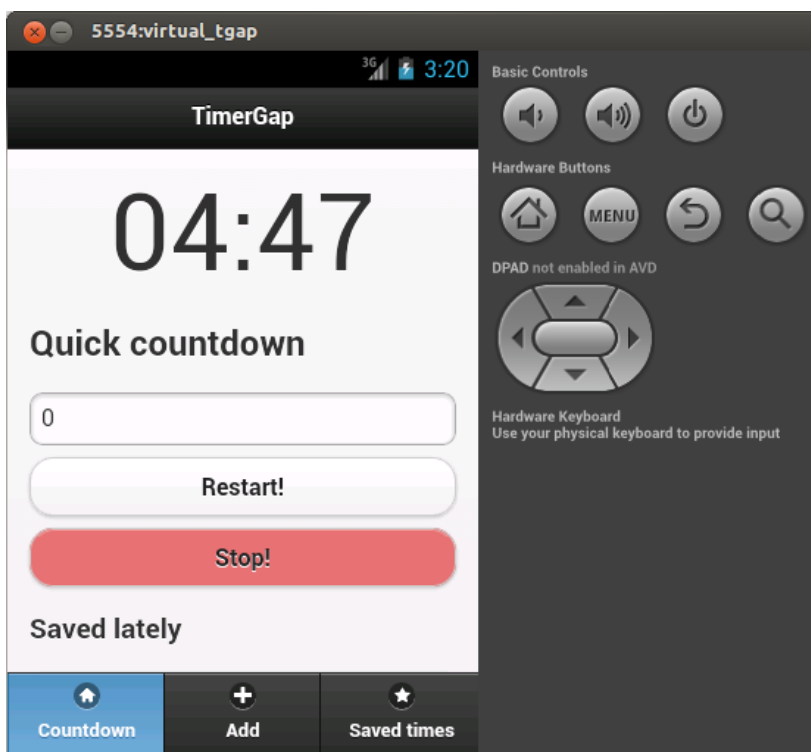 5554:virtual_tgap
3G 3:20
TimerGap
04:47
Quick countdown
0
Restart!
Stop!
Saved lately
Countdown
Add
Saved times
Basic Controls
Hardware Buttons
MENU
DPAD not enabled in AVD
Hardware Keyboard
Use your physical keyboard to provide input